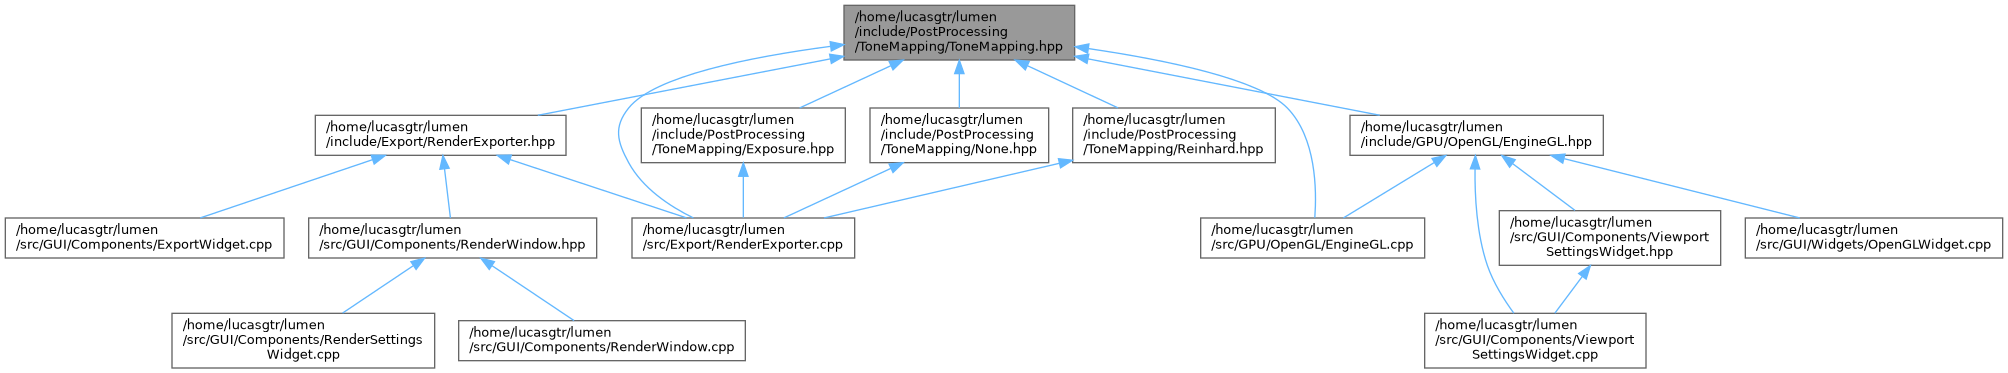 /home/lucasgtr/lumen
/include/PostProcessing
/ToneMapping/ToneMapping.hpp
/home/lucasgtr/lumen
/include/Export/RenderExporter.hpp
/home/lucasgtr/lumen
/include/PostProcessing
/ToneMapping/Exposure.hpp
/home/lucasgtr/lumen
/include/PostProcessing
/ToneMapping/None.hpp
/home/lucasgtr/lumen
/include/PostProcessing
/ToneMapping/Reinhard.hpp
/home/lucasgtr/lumen
/include/GPU/OpenGL/EngineGL.hpp
/home/lucasgtr/lumen
/src/GUI/Components/ExportWidget.cpp
/home/lucasgtr/lumen
/src/GUI/Components/RenderWindow.hpp
/home/lucasgtr/lumen
/src/Export/RenderExporter.cpp
/home/lucasgtr/lumen
/src/GPU/OpenGL/EngineGL.cpp
/home/lucasgtr/lumen
/src/GUI/Components/Viewport
SettingsWidget.hpp
/home/lucasgtr/lumen
/src/GUI/Widgets/OpenGLWidget.cpp
/home/lucasgtr/lumen
/src/GUI/Components/RenderSettings
Widget.cpp
/home/lucasgtr/lumen
/src/GUI/Components/RenderWindow.cpp
/home/lucasgtr/lumen
/src/GUI/Components/Viewport
SettingsWidget.cpp